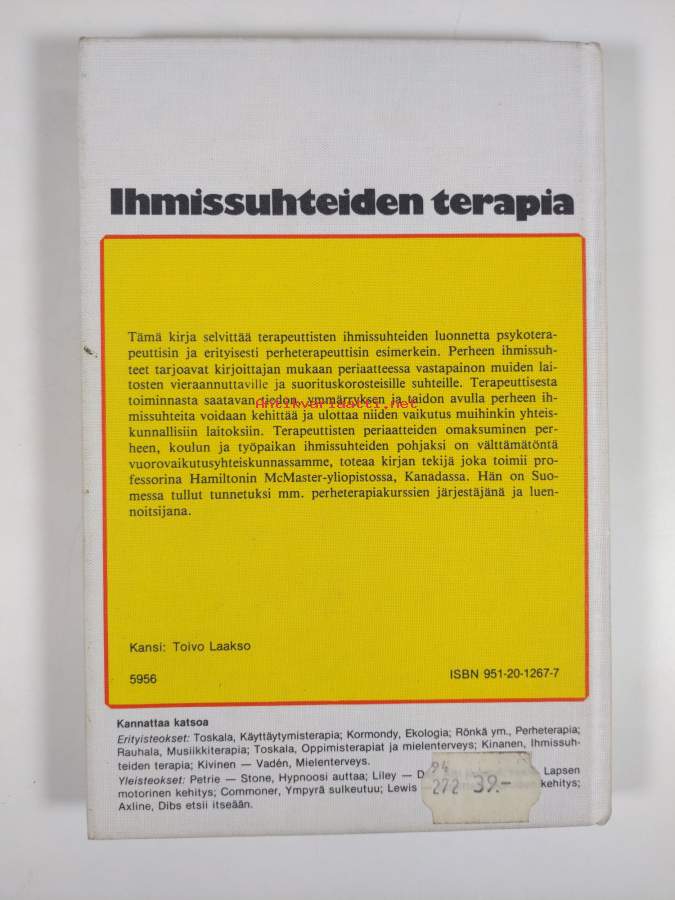 Ihmissuhteiden terapia
Tämä kirja selvittää terapeuttisten ihmissuhteiden luonnetta psykotera-
peuttisin ja erityisesti perheterapeuttisin esimerkein. Perheen ihmissuh-
teet tarjoavat kirjoittajan mukaan periaatteessa vastapainon muiden lai-
tosten vieraannuttaville ja suorituskorosteisille suhteille. Terapeuttisesta
toiminnasta saatavan tiedon, ymmärryksen ja taidon avulla perheen ih-
Antikvariaatti.net
missuhteita voidaan kehittää ja ulottaa niiden vaikutus muihinkin yhteis-
kunnallisiin laitoksiin. Terapeuttisten periaatteiden omaksuminen per-
heen, koulun ja työpaikan ihmissuhteiden pohjaksi on välttämätöntä
vuorovaikutusyhteiskunnassamme, toteaa kirjan tekijä joka toimii pro-
fessorina Hamiltonin McMaster-yliopistossa, Kanadassa. Hän on Suo-
messa tullut tunnetuksi mm. perheterapiakurssien järjestäjänä ja luen-
noitsijana.
Kansi: Toivo Laakso
5956 ISBN 951-20-1267-7
Kannattaa katsoa
Erityisteokset: Toskala, Käyttäytymisterapia; Kormondy, Ekologia; Rönkä ym., Perheterapia;
Rauhala, Musiikkiterapia; Toskala, Oppimisterapiat ja mielenterveys; Kinanen, Ihmissuh-
teiden terapia; Kivinen — Vadén, Mielenterveys.
Yleisteokset: Petrie — Stone, Hypnoosi auttaa; Liley — Lapsen
motorinen kehitys; Commoner, Ympyrä sulkeutuu; Lewis kehitys;
Axline, Dibs etsii itseään.
94
272 39.-